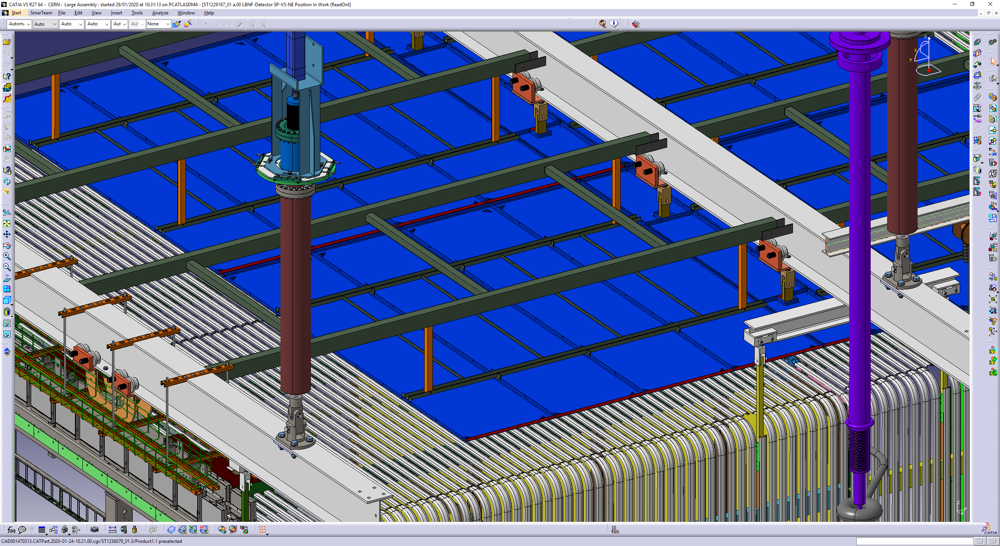 CATIA V5 R27 64 - CERN : Large Assembly : started 29/01/2020 at 10:31:13 on PCATLASDM4 - [ST1229187_01 a.00 LBNF-Detector SP-V5-NE Position In Work (ReadOnl]
Start SmarTeam File Edit View Insert Tools Analyze Window Help
Auto Auto Auto None
z
x
y
z
y
x
f(x)
DS CATIA
CAD001470313.CATPart.2020-01-24-10.21.00.cgr/ST1236079_01.3/Product1.1 preselected